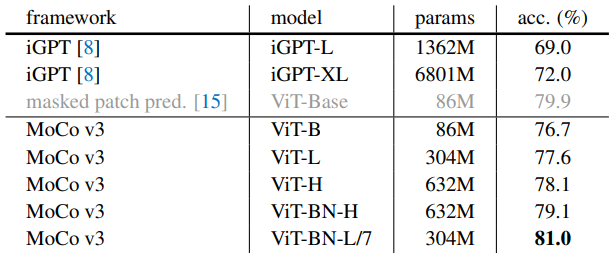 framework model params acc. (%)
iGPT [8] iGPT-L 1362M 69.0
iGPT [8] iGPT-XL 6801M 72.0
masked patch pred. [15] ViT-Base 86M 79.9
MoCo v3 ViT-B 86M 76.7
MoCo v3 ViT-L 304M 77.6
MoCo v3 ViT-H 632M 78.1
MoCo v3 ViT-BN-H 632M 79.1
MoCo v3 ViT-BN-L/7 304M 81.0